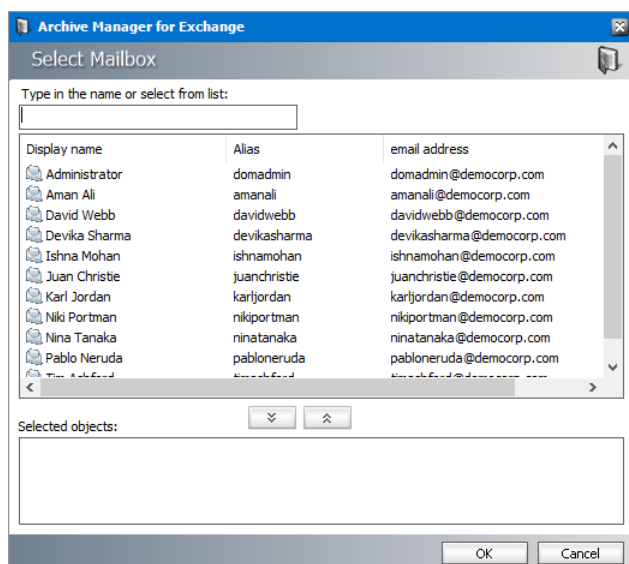 Archive Manager for Exchange
Select Mailbox
Type in the name or select from list:
Display name Alias email address
Administrator domadmin domadmin@democorp.com
Aman Ali amanali amanali@democorp.com
David Webb davidwebb davidwebb@democorp.com
Devika Sharma devikasharma devikasharma@democorp.com
Ishna Mohan ishnamohan ishnamohan@democorp.com
Juan Christie juanchristie juanchristie@democorp.com
Karl Jordan karljordan karljordan@democorp.com
Niki Portman nikiportman nikiportman@democorp.com
Nina Tanaka ninatanaka ninatanaka@democorp.com
Pablo Neruda pabloneruda pabloneruda@democorp.com
Selected objects:
OK Cancel